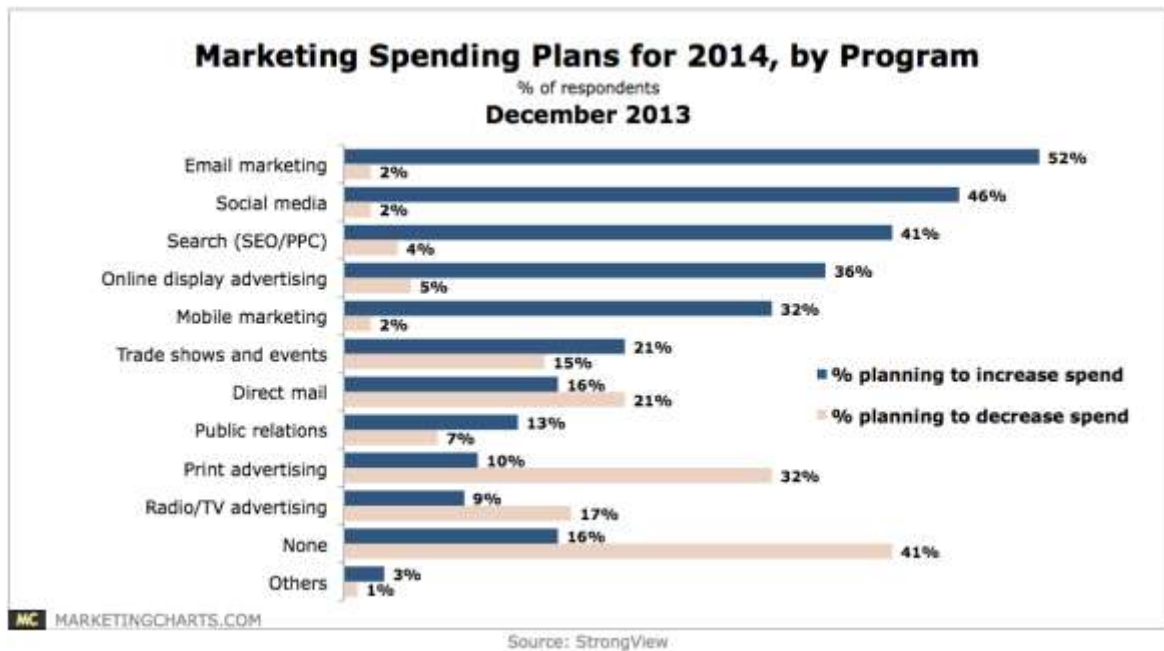 Marketing Spending Plans for 2014, by Program
% of respondents
December 2013
Email marketing
52%
2%
Social media
46%
2%
Search (SEO/PPC)
41%
4%
Online display advertising
36%
5%
Mobile marketing
32%
2%
Trade shows and events
21%
15%
Direct mail
16%
21%
Public relations
13%
7%
Print advertising
10%
32%
Radio/TV advertising
9%
17%
None
16%
41%
Others
3%
1%
% planning to increase spend
% planning to decrease spend
MC MARKETINGCHARTS.COM
Source: StrongView